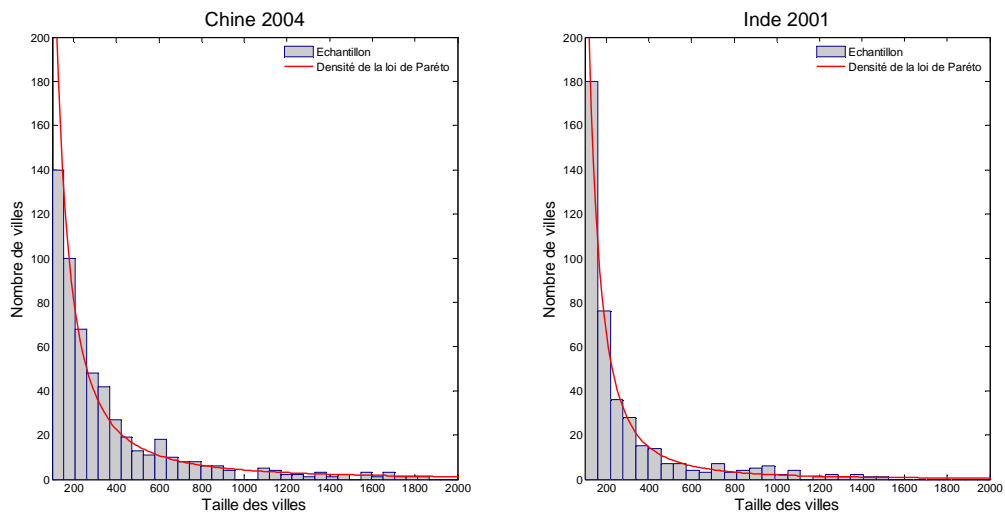 Chine 2004
200
180
160
140
120
100
80
60
40
20
0
Nombre de villes
Echantillon
Densité de la loi de Paréto
200 400 600 800 1000 1200 1400 1600 1800 2000
Taille des villes
Inde 2001
200
180
160
140
120
100
80
60
40
20
0
Nombre de villes
Echantillon
Densité de la loi de Paréto
200 400 600 800 1000 1200 1400 1600 1800 2000
Taille des villes